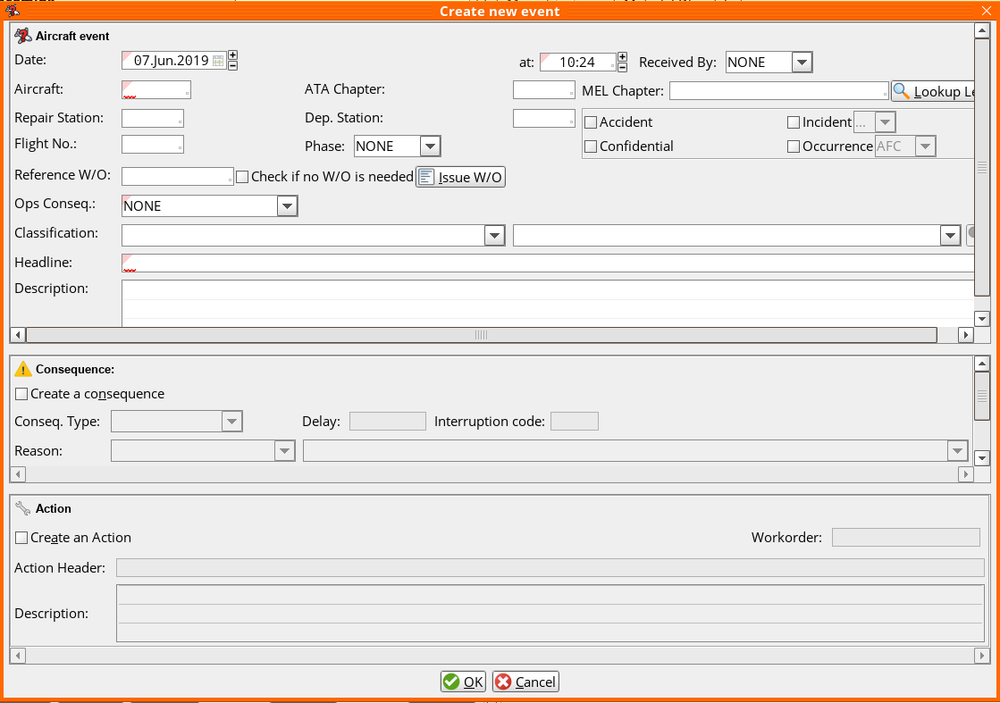 Create new event
Aircraft event
Date: 07.Jun.2019 at: 10:24 Received By: NONE
Aircraft: ATA Chapter: MEL Chapter: Lookup Le
Repair Station: Dep. Station: Accident Incident ...
Flight No.: Phase: NONE Confidential Occurrence AFC
Reference W/O: Check if no W/O is needed Issue W/O
Ops Conseq.: NONE
Classification:
Headline:
Description:
Consequence:
Create a consequence
Conseq. Type: Delay: Interruption code:
Reason:
Action
Create an Action Workorder:
Action Header:
Description:
OK Cancel